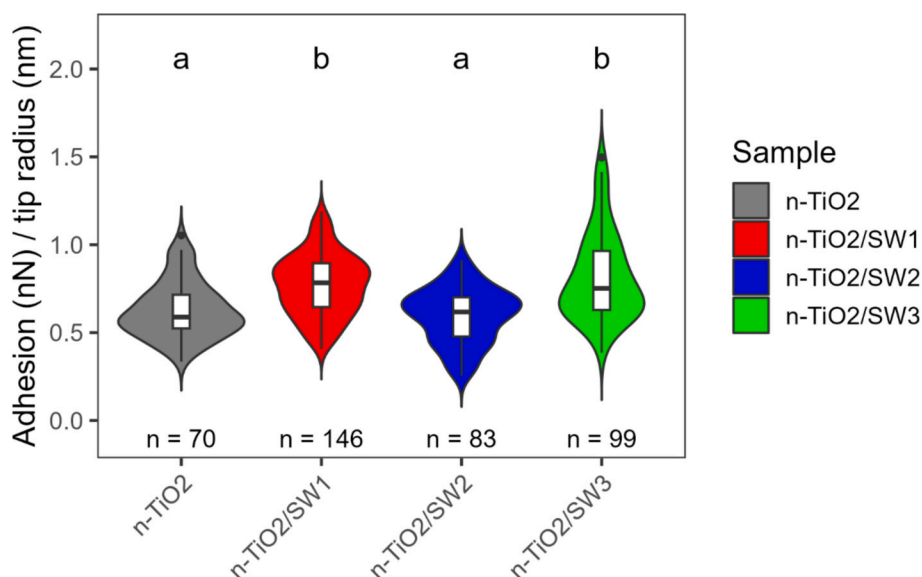 Adhesion (nN) / tip radius (nm)
2.0
1.5
1.0
0.5
0.0
a
b
a
b
n = 70
n = 146
n = 83
n = 99
n-TiO2
n-TiO2/SW1
n-TiO2/SW2
n-TiO2/SW3
Sample
n-TiO2
n-TiO2/SW1
n-TiO2/SW2
n-TiO2/SW3